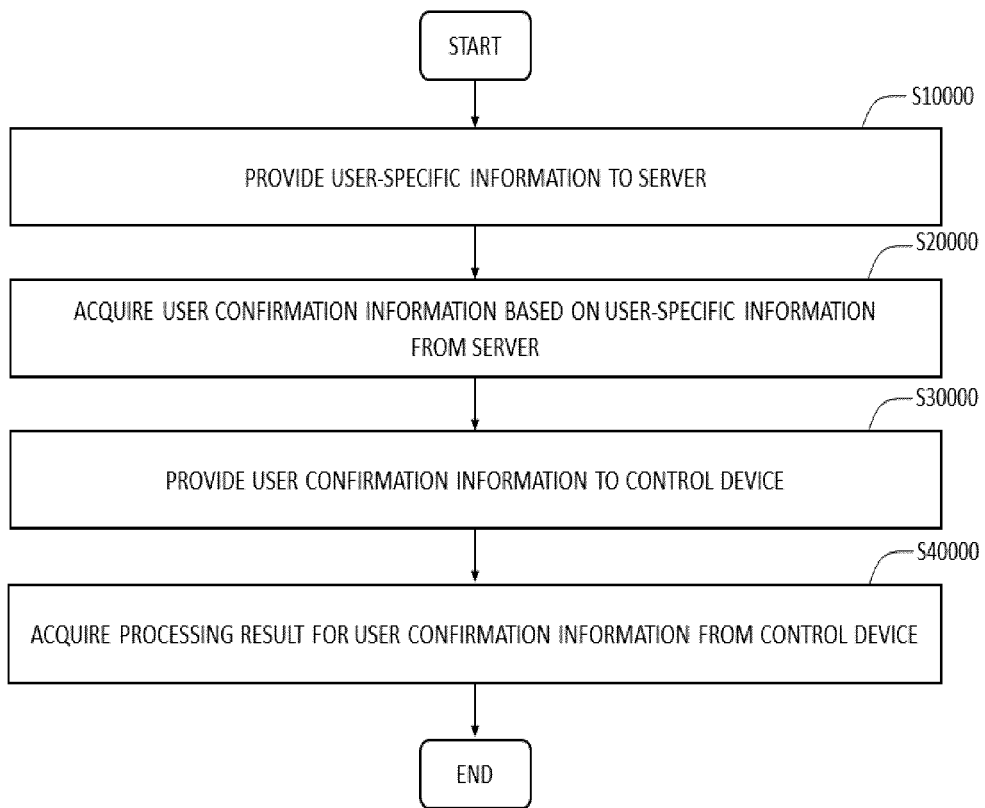 START
S10000
PROVIDE USER-SPECIFIC INFORMATION TO SERVER
S20000
ACQUIRE USER CONFIRMATION INFORMATION BASED ON USER-SPECIFIC INFORMATION
FROM SERVER
S30000
PROVIDE USER CONFIRMATION INFORMATION TO CONTROL DEVICE
S40000
ACQUIRE PROCESSING RESULT FOR USER CONFIRMATION INFORMATION FROM CONTROL DEVICE
END